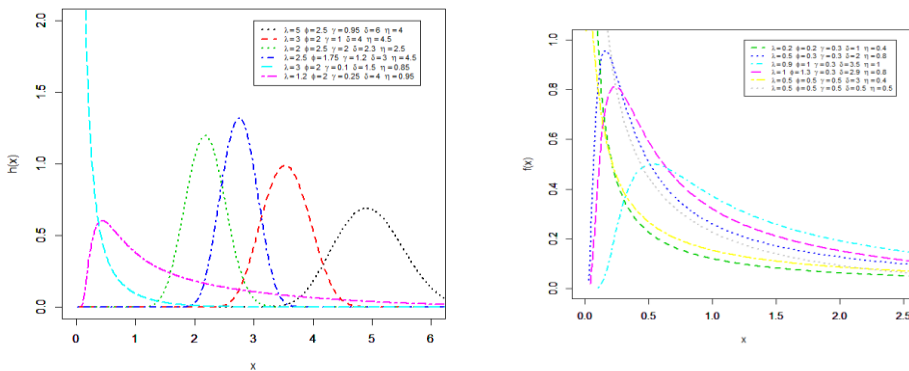 λ=5 φ=2.5 γ=0.95 δ=6 η=4
λ=3 φ=2 γ=1 δ=4 η=4.5
λ=2 φ=2.5 γ=2 δ=2.3 η=2.5
λ=2.5 φ=1.75 γ=1.2 δ=3 η=4.5
λ=3 φ=2 γ=0.1 δ=1.5 η=0.85
λ=1.2 φ=2 γ=0.25 δ=4 η=0.95
h(x)
2.0
1.5
1.0
0.5
0.0
0 1 2 3 4 5 6
x
λ=0.2 φ=0.2 γ=0.3 δ=1 η=0.4
λ=0.5 φ=0.3 γ=0.3 δ=2 η=0.8
λ=0.9 φ=1 γ=0.3 δ=3.5 η=1
λ=1 φ=1.3 γ=0.3 δ=2.9 η=0.8
λ=0.5 φ=0.5 γ=0.5 δ=3 η=0.4
λ=0.5 φ=0.5 γ=0.5 δ=0.5 η=0.5
f(x)
1.0
0.8
0.6
0.4
0.2
0.0
0.0 0.5 1.0 1.5 2.0 2.5
x